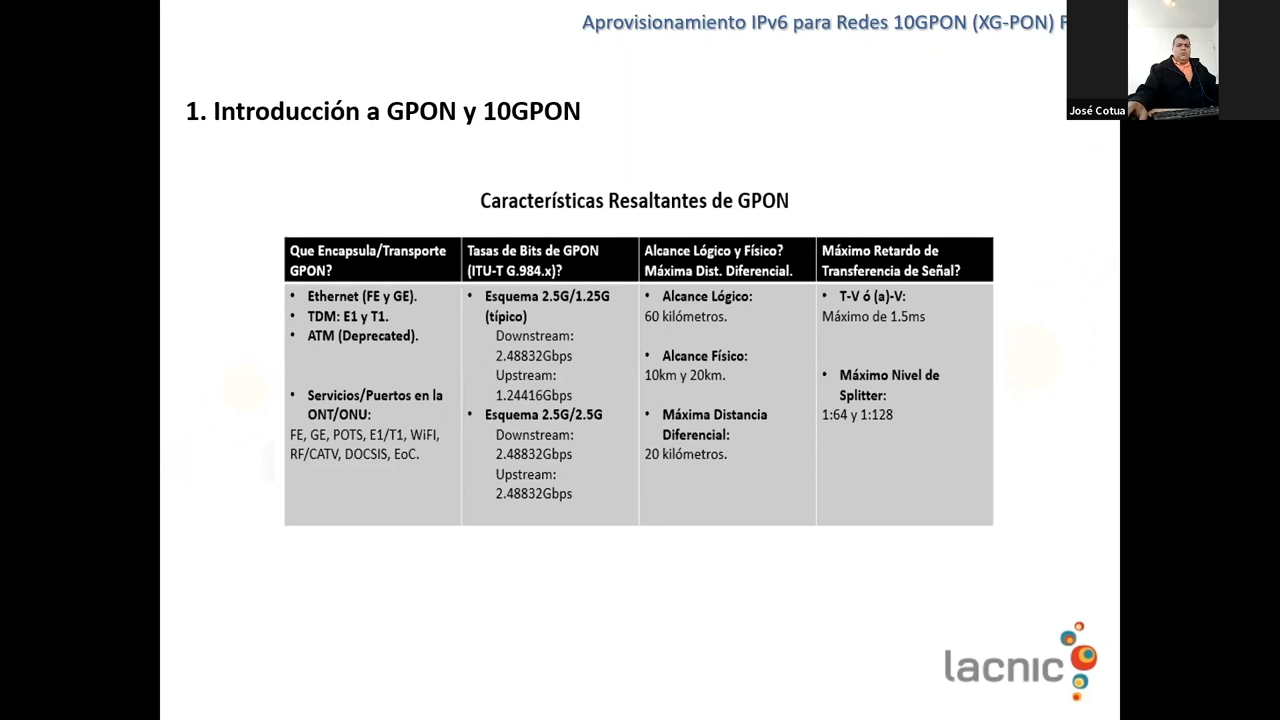 Aprovisionamiento IPv6 para Redes 10GPON (XG-PON)
José Cotua
1. Introducción a GPON y 10GPON
Características Resaltantes de GPON
Que Encapsula/Transporte
GPON?
• Ethernet (FE y GE).
• TDM: E1 y T1.
• ATM (Deprecated).
• Servicios/Puertos en la
ONT/ONU:
FE, GE, POTS, E1/T1, WiFI,
RF/CATV, DOCSIS, EoC.
Tasas de Bits de GPON
(ITU-T G.984.x)?
• Esquema 2.5G/1.25G
(típico)
Downstream:
2.48832Gbps
Upstream:
1.24416Gbps
• Esquema 2.5G/2.5G
Downstream:
2.48832Gbps
Upstream:
2.48832Gbps
Alcance Lógico y Físico?
Máxima Dist. Diferencial.
• Alcance Lógico:
60 kilómetros.
• Alcance Físico:
10km y 20km.
• Máxima Distancia
Diferencial:
20 kilómetros.
Máximo Retardo de
Transferencia de Señal?
• T-V ó (a)-V:
Máximo de 1.5ms
• Máximo Nivel de
Splitter:
1:64 y 1:128
lacnic